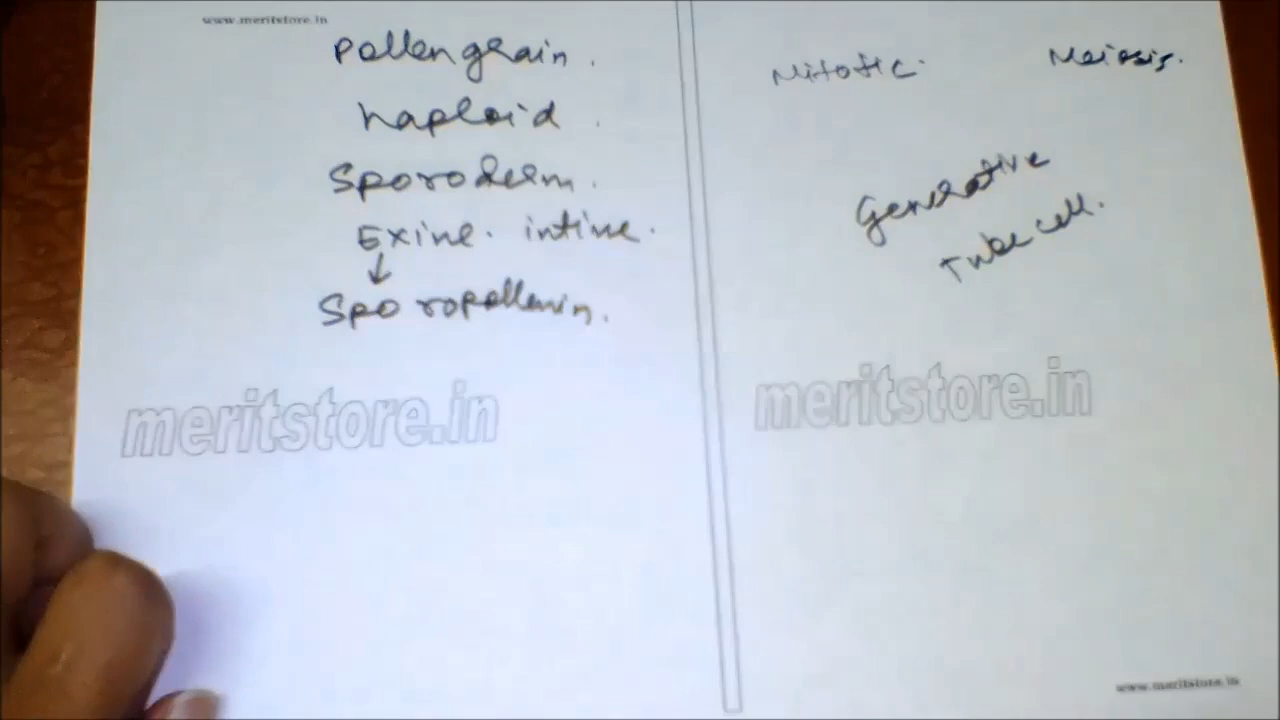 www.meritstore.in
Pollengrain.
haploid.
Sporoderm.
Exine. intine.
Sporopollenin.
meritstore.in
Mitotic.
Meiosis.
Generative
Tube cell.
meritstore.in
www.meritstore.in